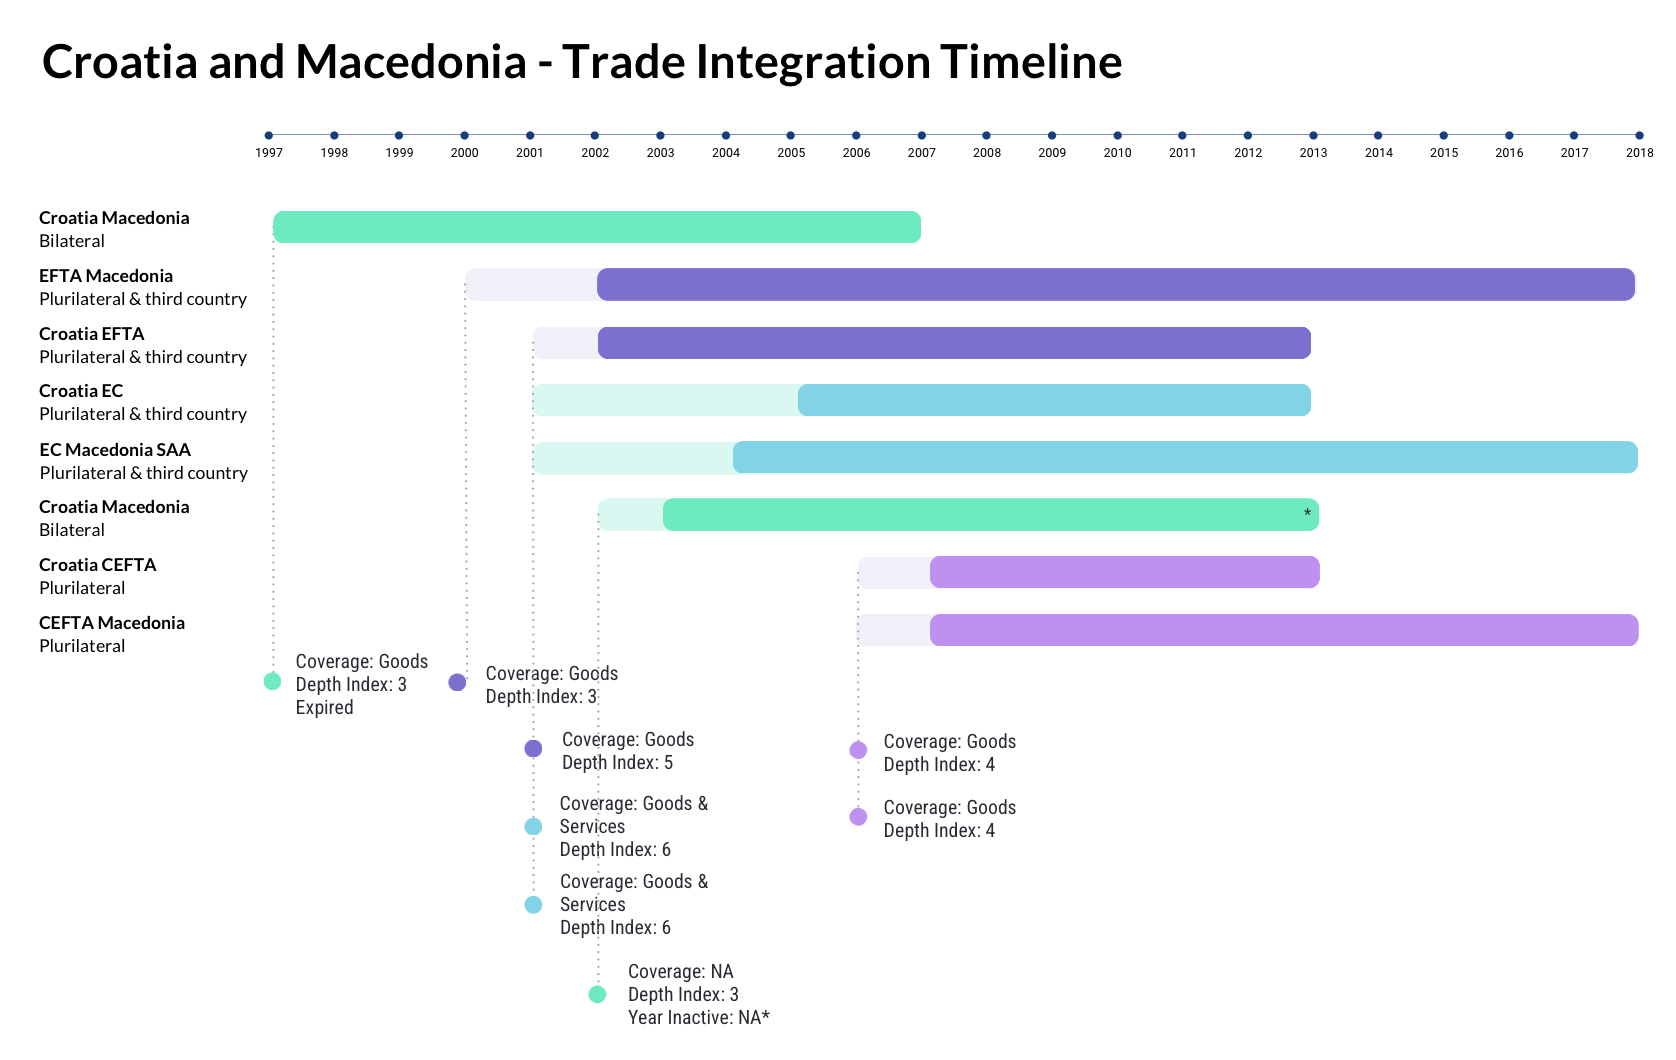 Croatia and Macedonia - Trade Integration Timeline
1997 1998 1999 2000 2001 2002 2003 2004 2005 2006 2007 2008 2009 2010 2011 2012 2013 2014 2015 2016 2017 2018
Croatia Macedonia
Bilateral
EFTA Macedonia
Plurilateral & third country
Croatia EFTA
Plurilateral & third country
Croatia EC
Plurilateral & third country
EC Macedonia SAA
Plurilateral & third country
Croatia Macedonia
*
Bilateral
Croatia CEFTA
Plurilateral
CEFTA Macedonia
Plurilateral
Coverage: Goods
Depth Index: 3
Expired
Coverage: Goods
Depth Index: 3
Coverage: Goods
Depth Index: 5
Coverage: Goods &
Services
Depth Index: 6
Coverage: Goods &
Services
Depth Index: 6
Coverage: NA
Depth Index: 3
Year Inactive: NA*
Coverage: Goods
Depth Index: 4
Coverage: Goods
Depth Index: 4